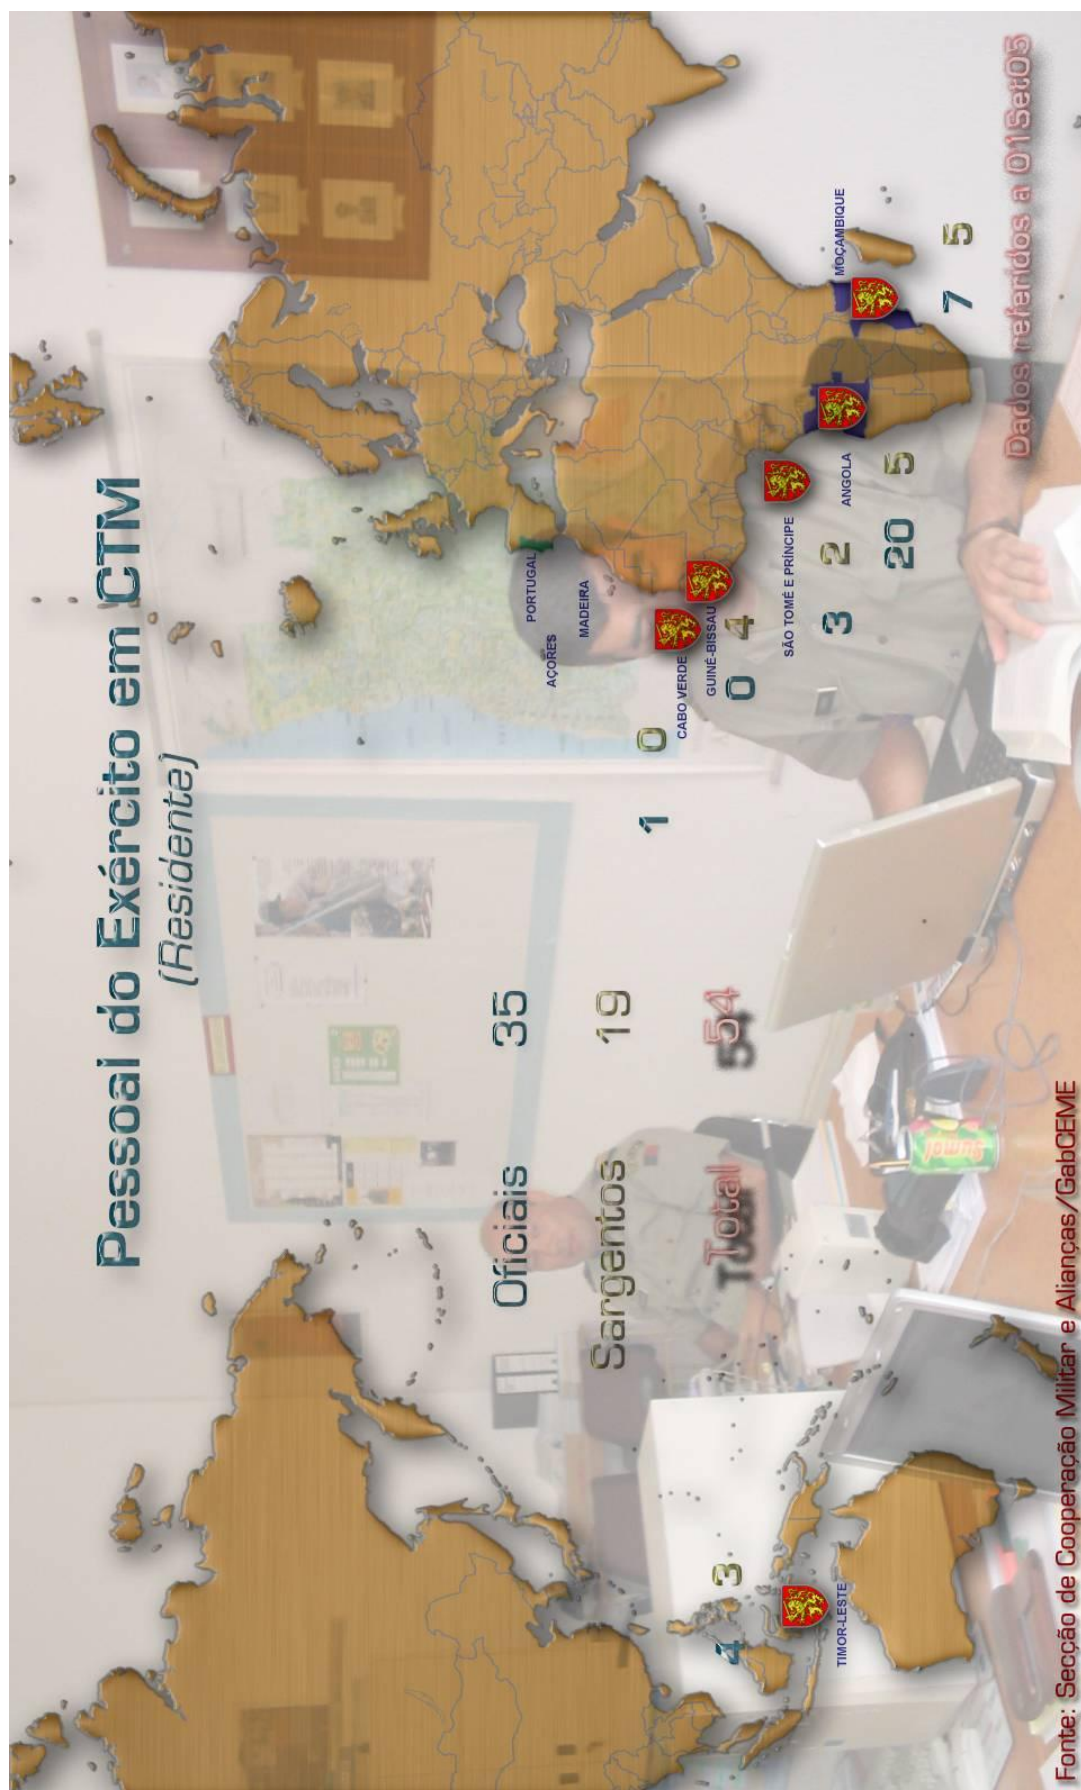 Pessoal do Exército em CTM
(Residente)
Oficiais 35
Sargentos 19
Total 54
PORTUGAL
AÇORES
MADEIRA
1 0
CABO VERDE
GUINÉ-BISSAU
0 4
SÃO TOMÉ E PRÍNCIPE
3 2
ANGOLA
20 5
MOÇAMBIQUE
7 5
4 3
TIMOR-LESTE
Sumol
Dados referidos a 01Set05
Fonte: Secção de Cooperação Militar e Alianças/GabCEME